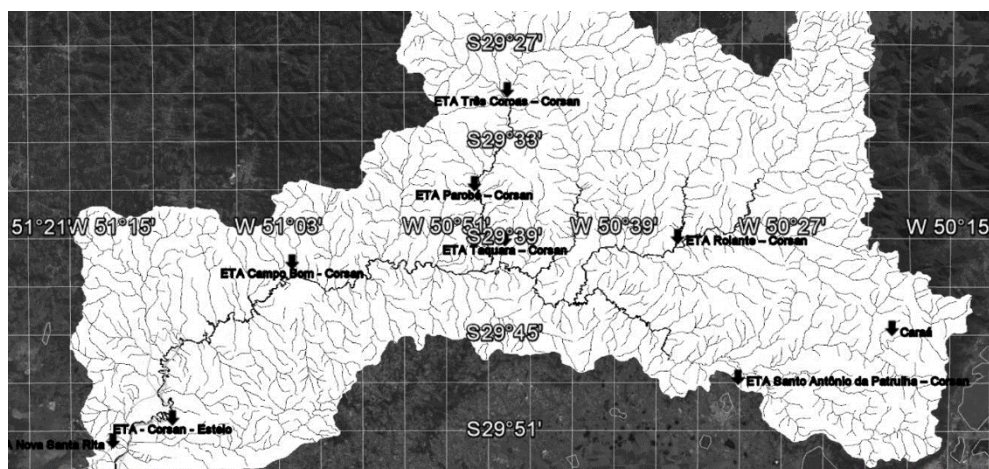 S29°27'
ETA Três Coroas – Corsan
S29°33'
ETA Parobé – Corsan
51°21' W 51°15' W 51°03' W 50°51' W 50°39' W 50°27' W 50°15'
S29°39'
ETA Rolante – Corsan
ETA Taquara – Corsan
ETA Campo Bom - Corsan
S29°45'
Caraá
ETA Santo Antônio da Patrulha – Corsan
ETA - Corsan - Esteio
S29°51'
A Nova Santa Rita